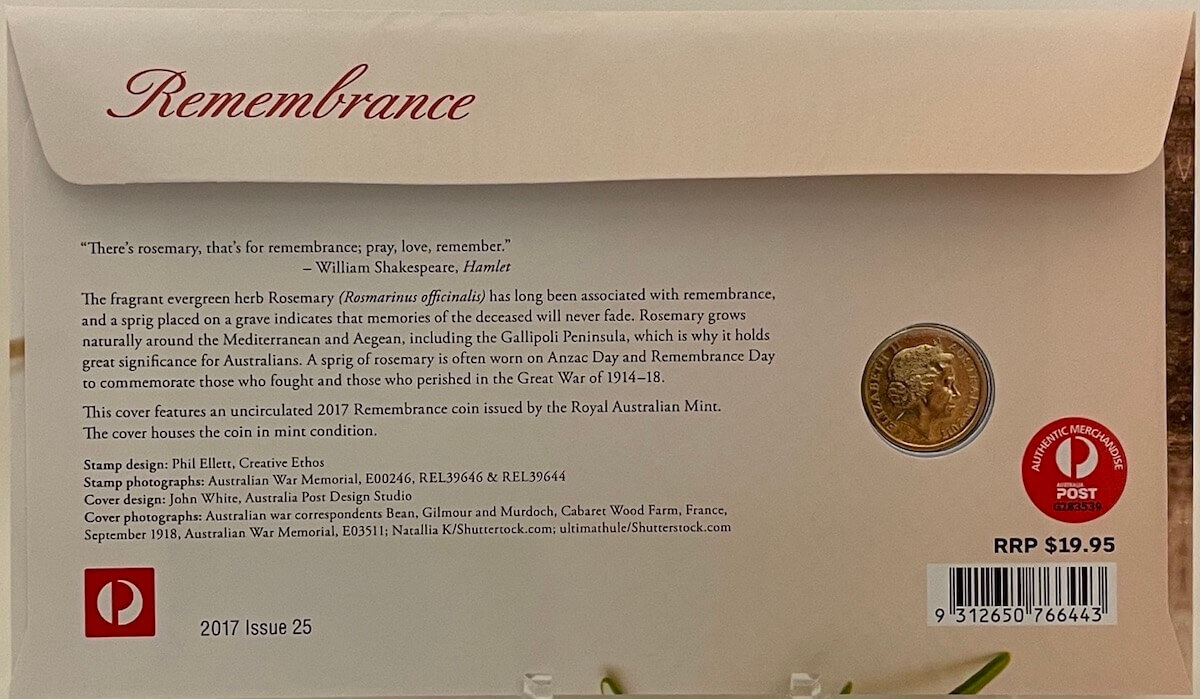 Remembrance
“There’s rosemary, that’s for remembrance; pray, love, remember.”
– William Shakespeare, Hamlet
The fragrant evergreen herb Rosemary (Rosmarinus officinalis) has long been associated with remembrance,
and a sprig placed on a grave indicates that memories of the deceased will never fade. Rosemary grows
naturally around the Mediterranean and Aegean, including the Gallipoli Peninsula, which is why it holds
great significance for Australians. A sprig of rosemary is often worn on Anzac Day and Remembrance Day
to commemorate those who fought and those who perished in the Great War of 1914–18.
This cover features an uncirculated 2017 Remembrance coin issued by the Royal Australian Mint.
The cover houses the coin in mint condition.
Stamp design: Phil Ellett, Creative Ethos
Stamp photographs: Australian War Memorial, E00246, REL39646 & REL39644
Cover design: John White, Australia Post Design Studio
Cover photographs: Australian war correspondents Bean, Gilmour and Murdoch, Cabaret Wood Farm, France,
September 1918, Australian War Memorial, E03511; Natallia K/Shuttertock.com; ultimathule/Shutterstock.com
2017 Issue 25
ELIZABETH II AUSTRALIA 2017
AUTHENTIC MERCHANDISE
AUSTRALIA
POST
RRP $19.95
9 312650 766443